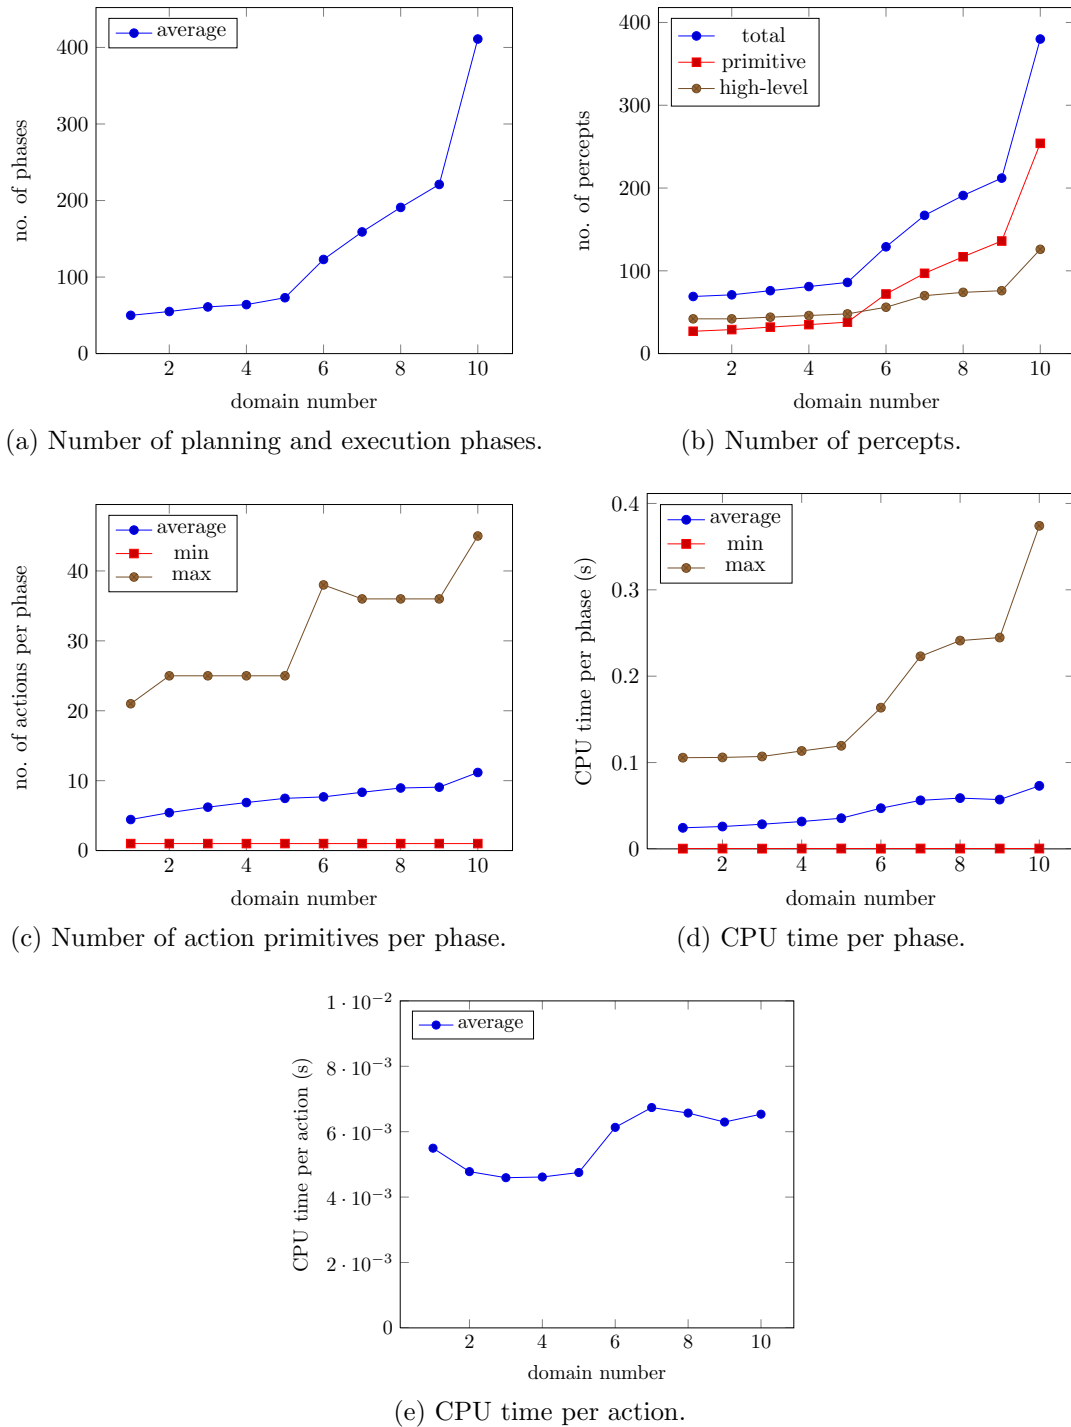 average
400
300
200
100
0
2 4 6 8 10
no. of phases
domain number
(a) Number of planning and execution phases.
total
primitive
high-level
400
300
200
100
0
2 4 6 8 10
no. of percepts
domain number
(b) Number of percepts.
average
min
max
40
30
20
10
0
2 4 6 8 10
no. of actions per phase
domain number
(c) Number of action primitives per phase.
average
min
max
0.4
0.3
0.2
0.1
0
2 4 6 8 10
CPU time per phase (s)
domain number
(d) CPU time per phase.
average
1 · 10⁻²
8 · 10⁻³
6 · 10⁻³
4 · 10⁻³
2 · 10⁻³
0
2 4 6 8 10
CPU time per action (s)
domain number
(e) CPU time per action.